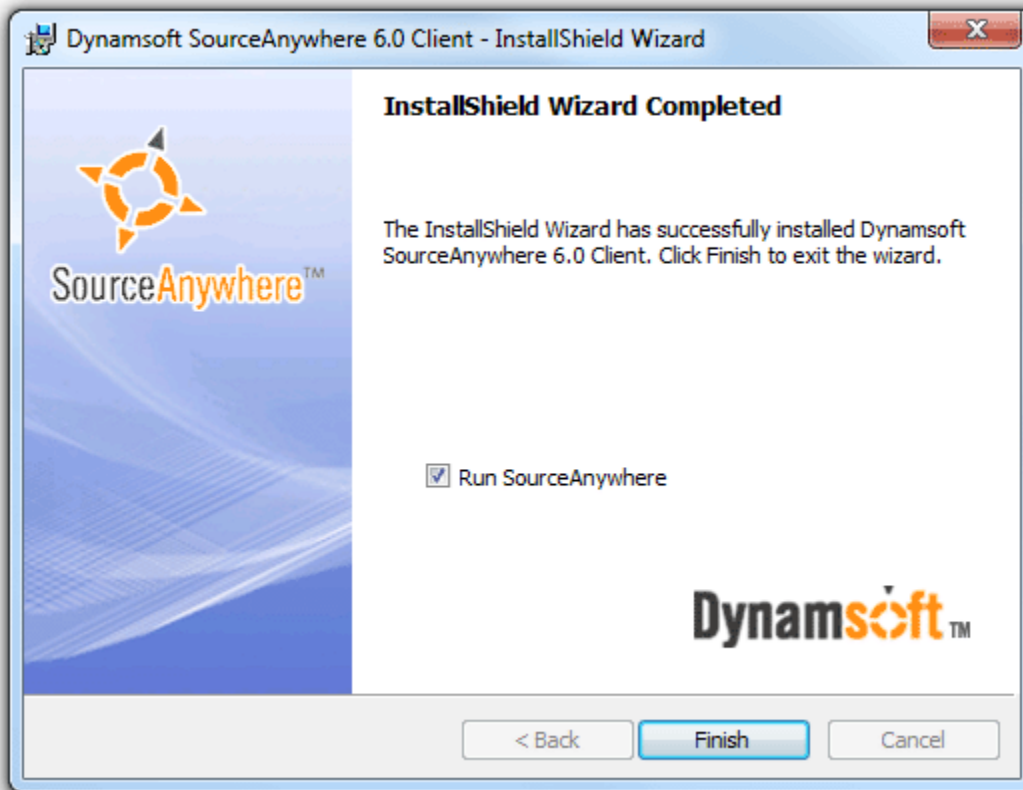 Dynamsoft SourceAnywhere 6.0 Client - InstallShield Wizard
InstallShield Wizard Completed
SourceAnywhere™
The InstallShield Wizard has successfully installed Dynamsoft
SourceAnywhere 6.0 Client. Click Finish to exit the wizard.
Run SourceAnywhere
Dynamsoft™
< Back
Finish
Cancel